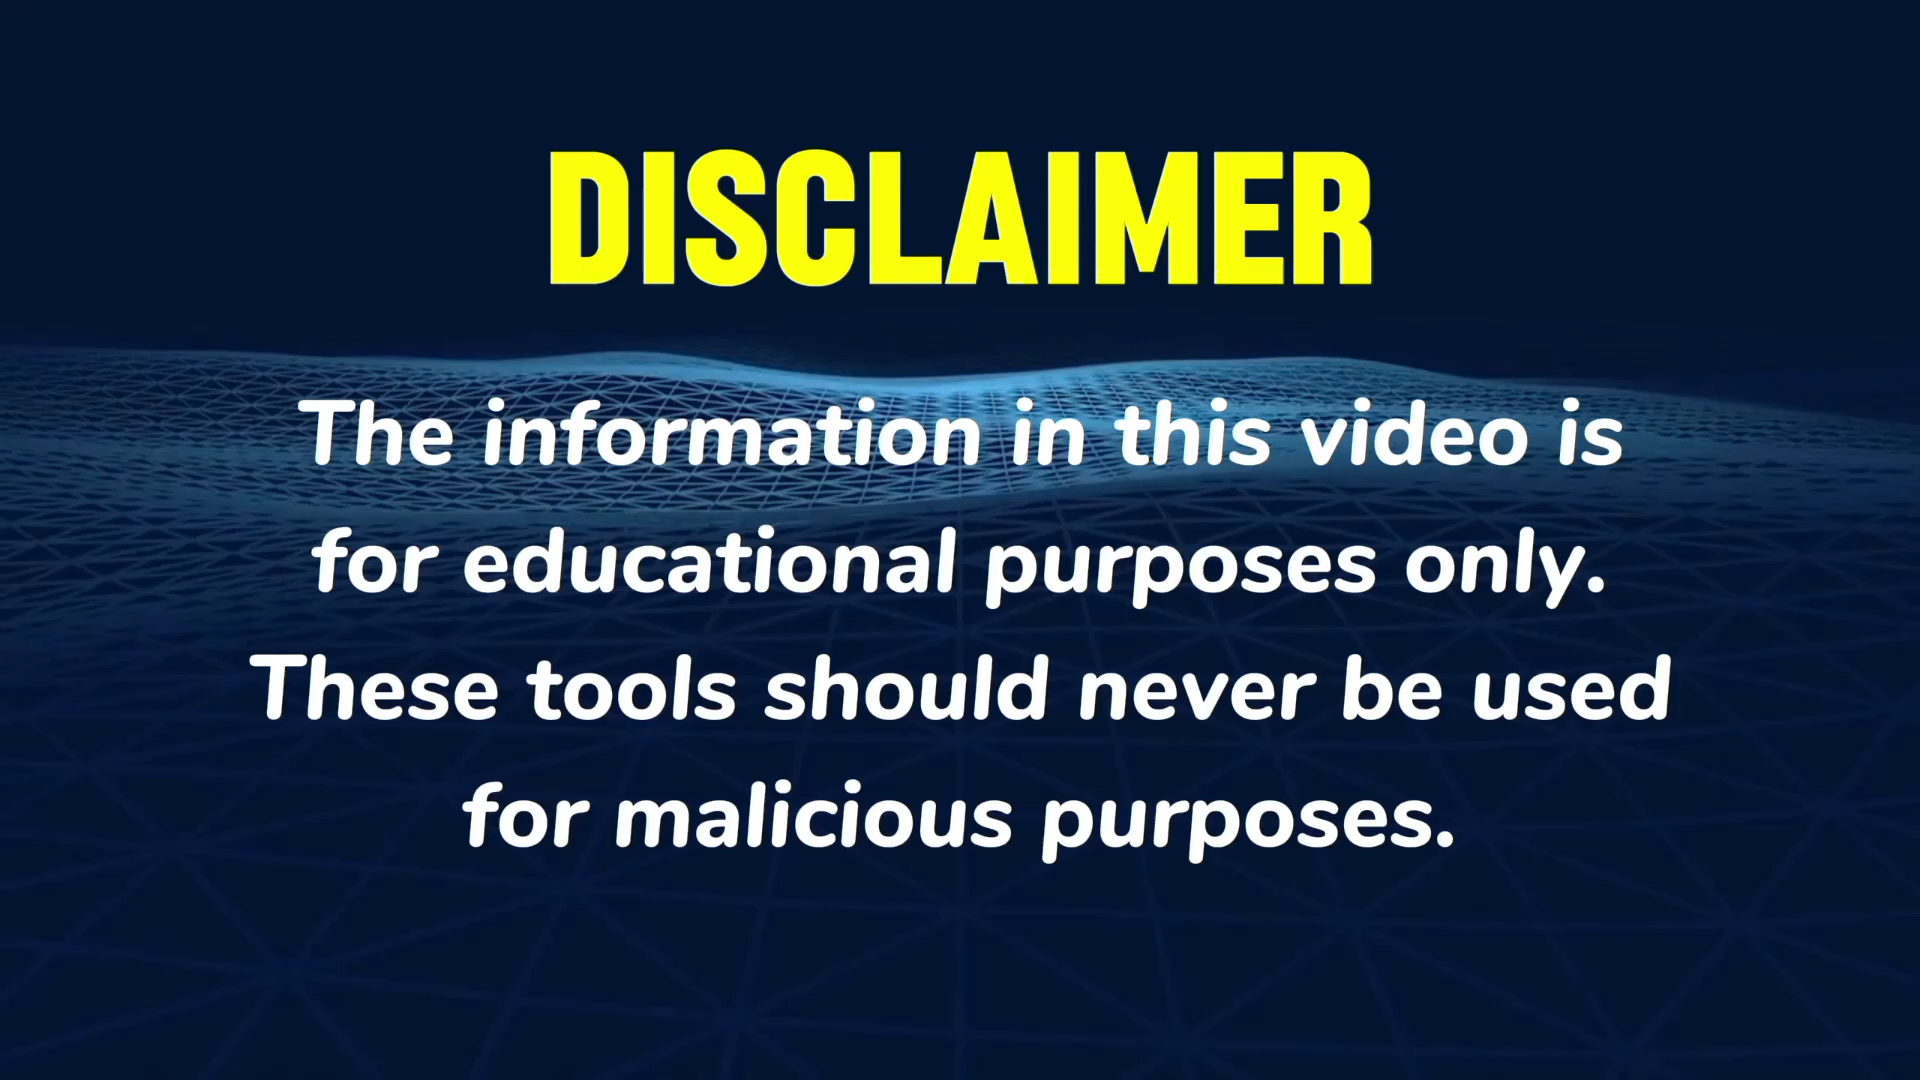 DISCLAIMER
The information in this video is
for educational purposes only.
These tools should never be used
for malicious purposes.